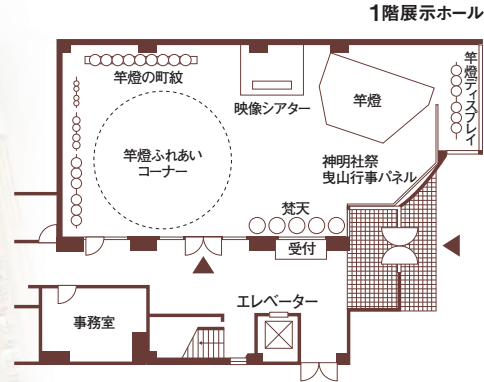 1階展示ホール
竿燈の町紋
映像シアター
竿燈
竿燈ディスプレイ
竿燈ふれあい
コーナー
神明社祭
曳山行事パネル
梵天
受付
エレベーター
事務室